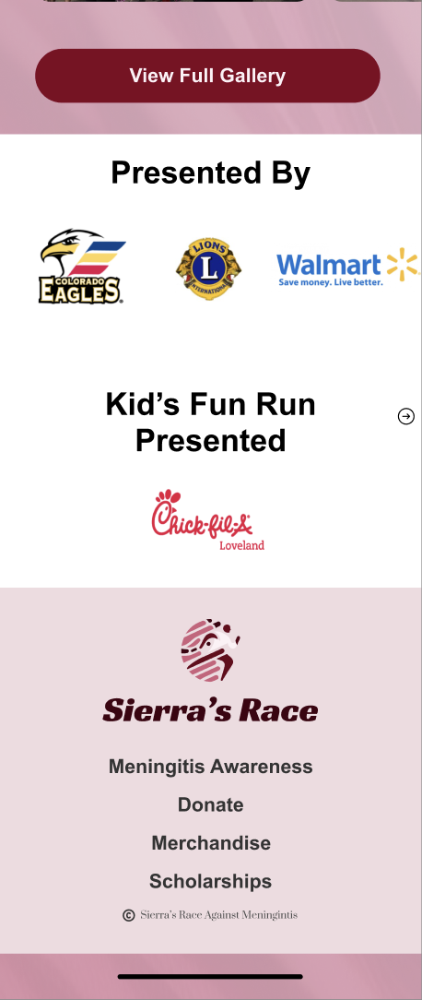 View Full Gallery
Presented By
COLORADO
EAGLES
LIONS
L
INTERNATIONAL
Walmart
Save money. Live better.
Kid’s Fun Run
Presented
Chick-fil-A
Loveland
Sierra’s Race
Meningitis Awareness
Donate
Merchandise
Scholarships
© Sierra’s Race Against Meningintis